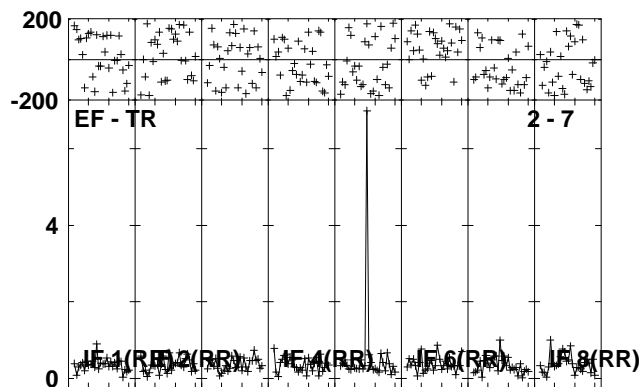 200
-200
EF - TR 2 - 7
4
0
IF 1(RR) IF 2(RR) IF 4(RR) IF 6(RR) IF 8(RR)